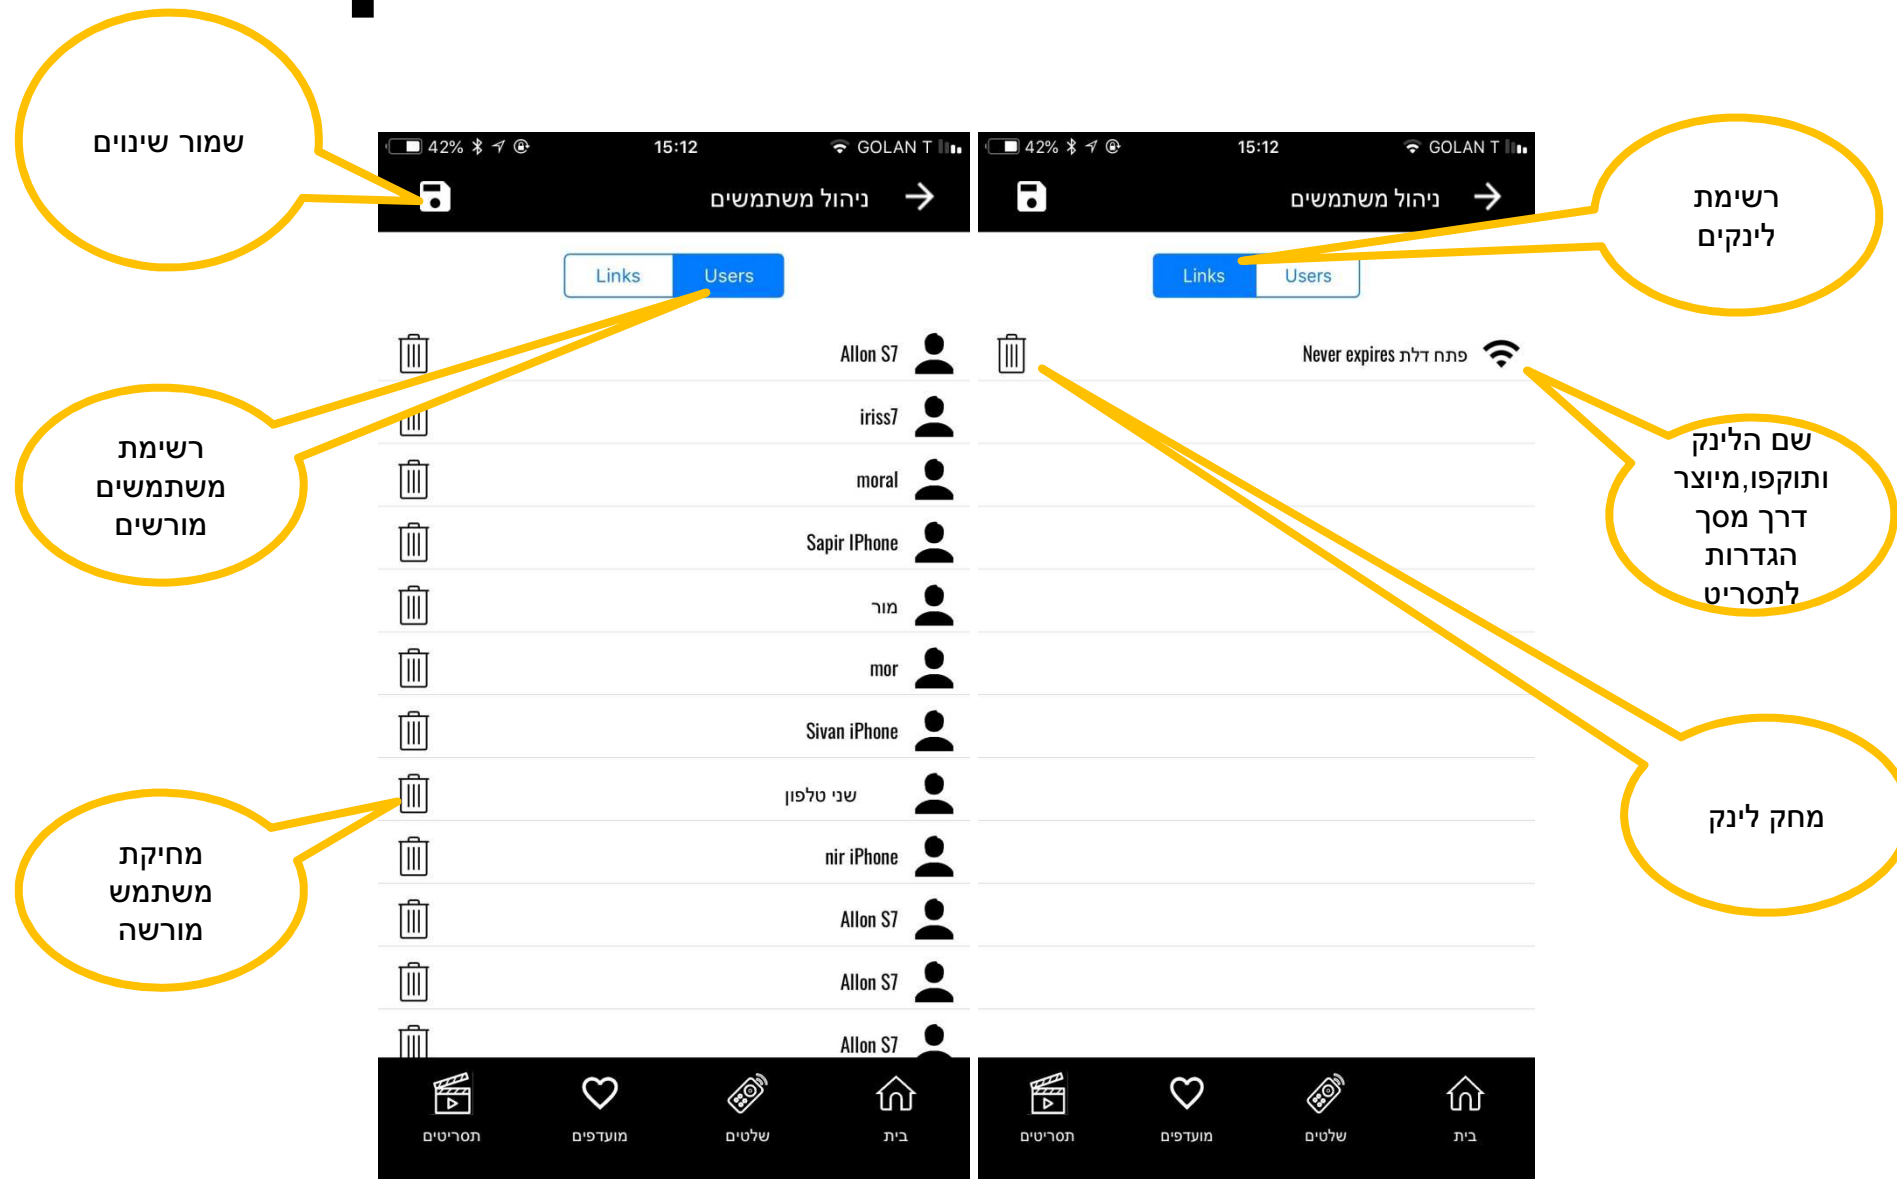 שמור שינוים
42%
15:12
GOLAN T
ניהול משתמשים
Links
Users
Allon S7
iriss7
moral
Sapir IPhone
מור
mor
Sivan iPhone
שני טלפון
nir iPhone
Allon S7
Allon S7
Allon S7
תסריטים
מועדפים
שלטים
בית
רשימת
משתמשים
מורשים
מחיקת
משתמש
מורשה
42%
15:12
GOLAN T
ניהול משתמשים
Links
Users
פתח דלת Never expires
תסריטים
מועדפים
שלטים
בית
רשימת
לינקים
שם הלינק
ותוקפו,מיוצר
דרך מסך
הגדרות
לתסריט
מחק לינק